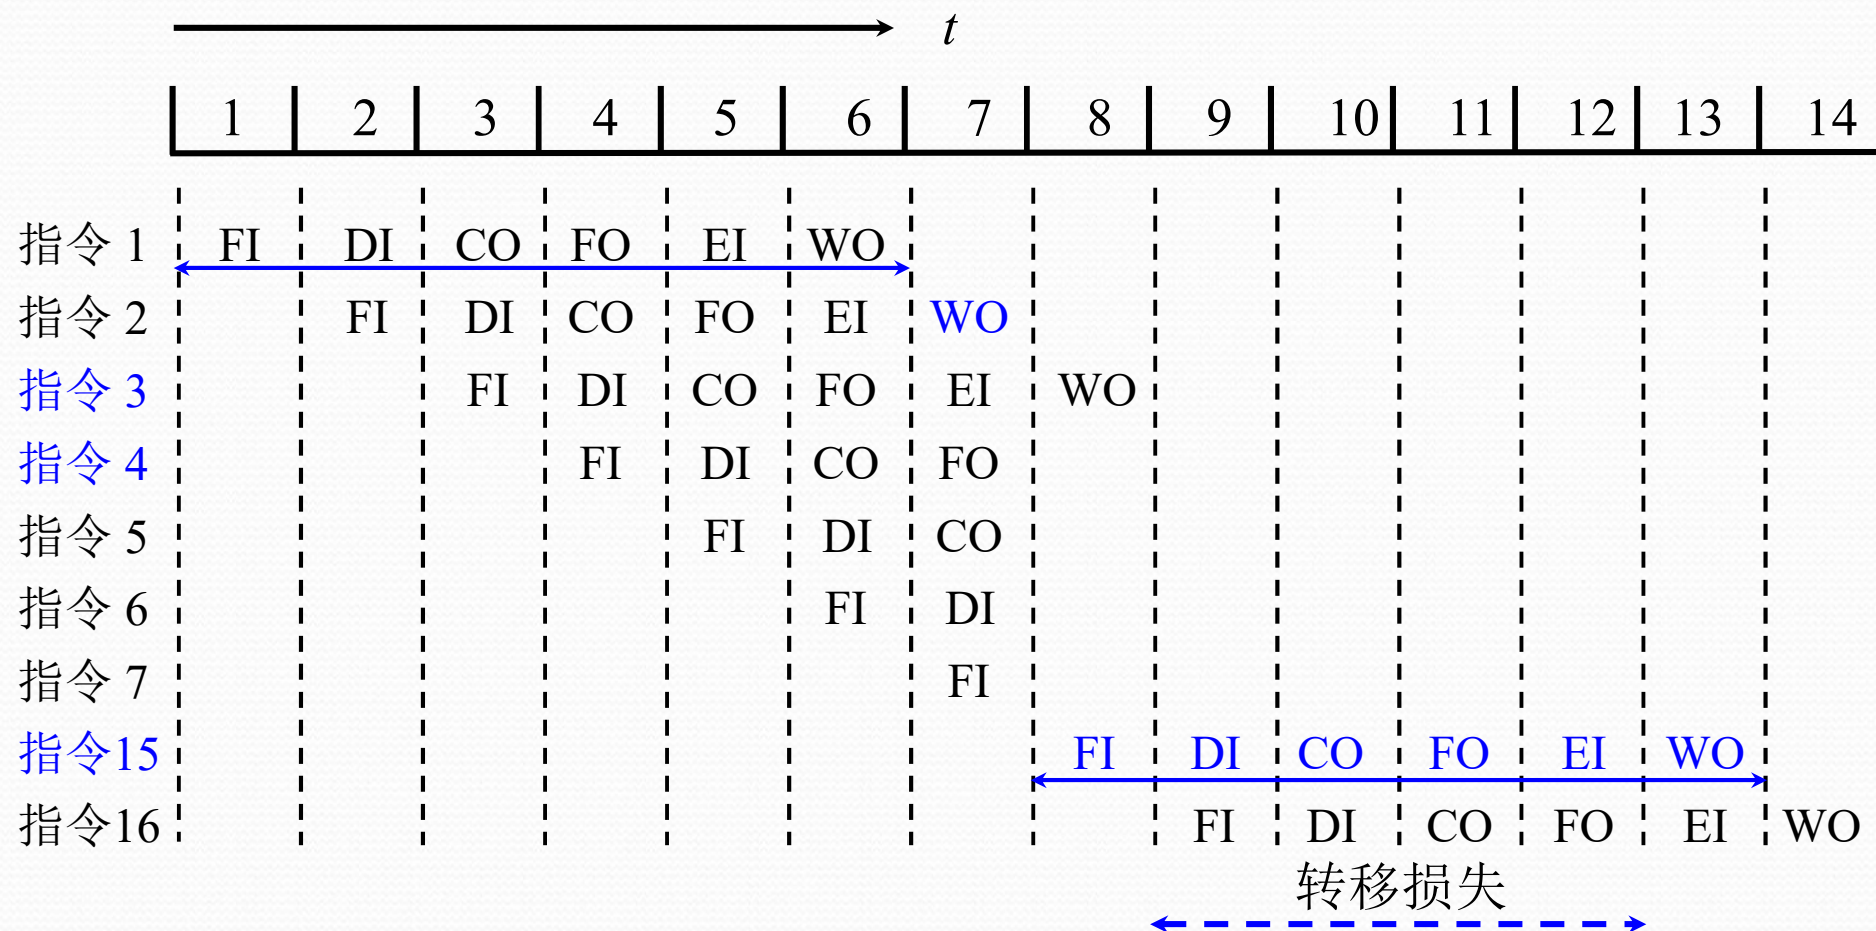 t
1 2 3 4 5 6 7 8 9 10 11 12 13 14
指令 1 FI DI CO FO EI WO
指令 2 FI DI CO FO EI WO
指令 3 FI DI CO FO EI WO
指令 4 FI DI CO FO
指令 5 FI DI CO
指令 6 FI DI
指令 7 FI
指令15 FI DI CO FO EI WO
指令16 FI DI CO FO EI WO
转移损失